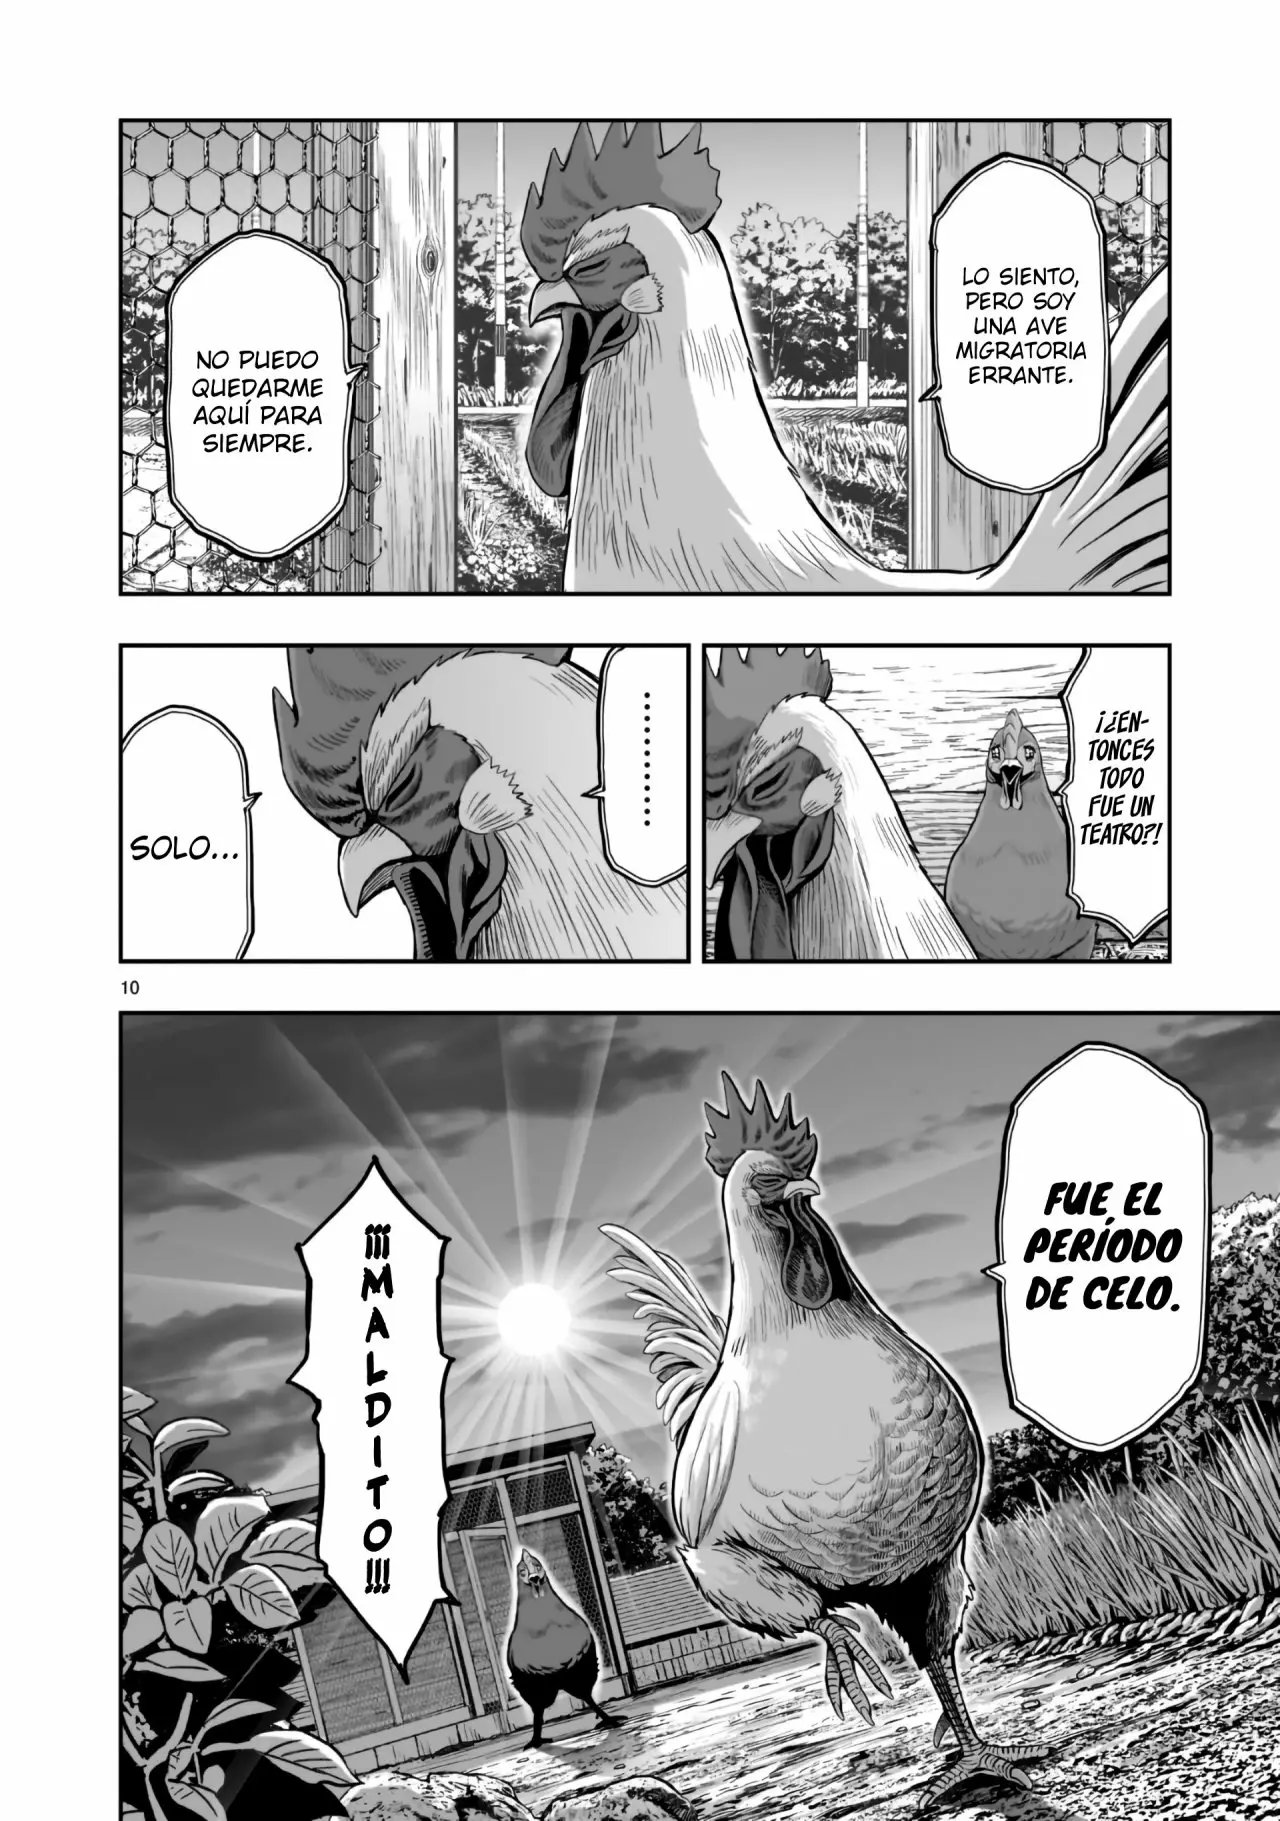 LO SIENTO,
PERO SOY
UNA AVE
MIGRATORIA
ERRANTE.
NO PUEDO
QUEDARME
AQUÍ PARA
SIEMPRE.
¡¿EN-
TONCES
TODO
FUE UN
TEATRO?!
.........
SOLO...
10
FUE EL
PERÍODO
DE CELO.
¡¡¡MALDITO!!!